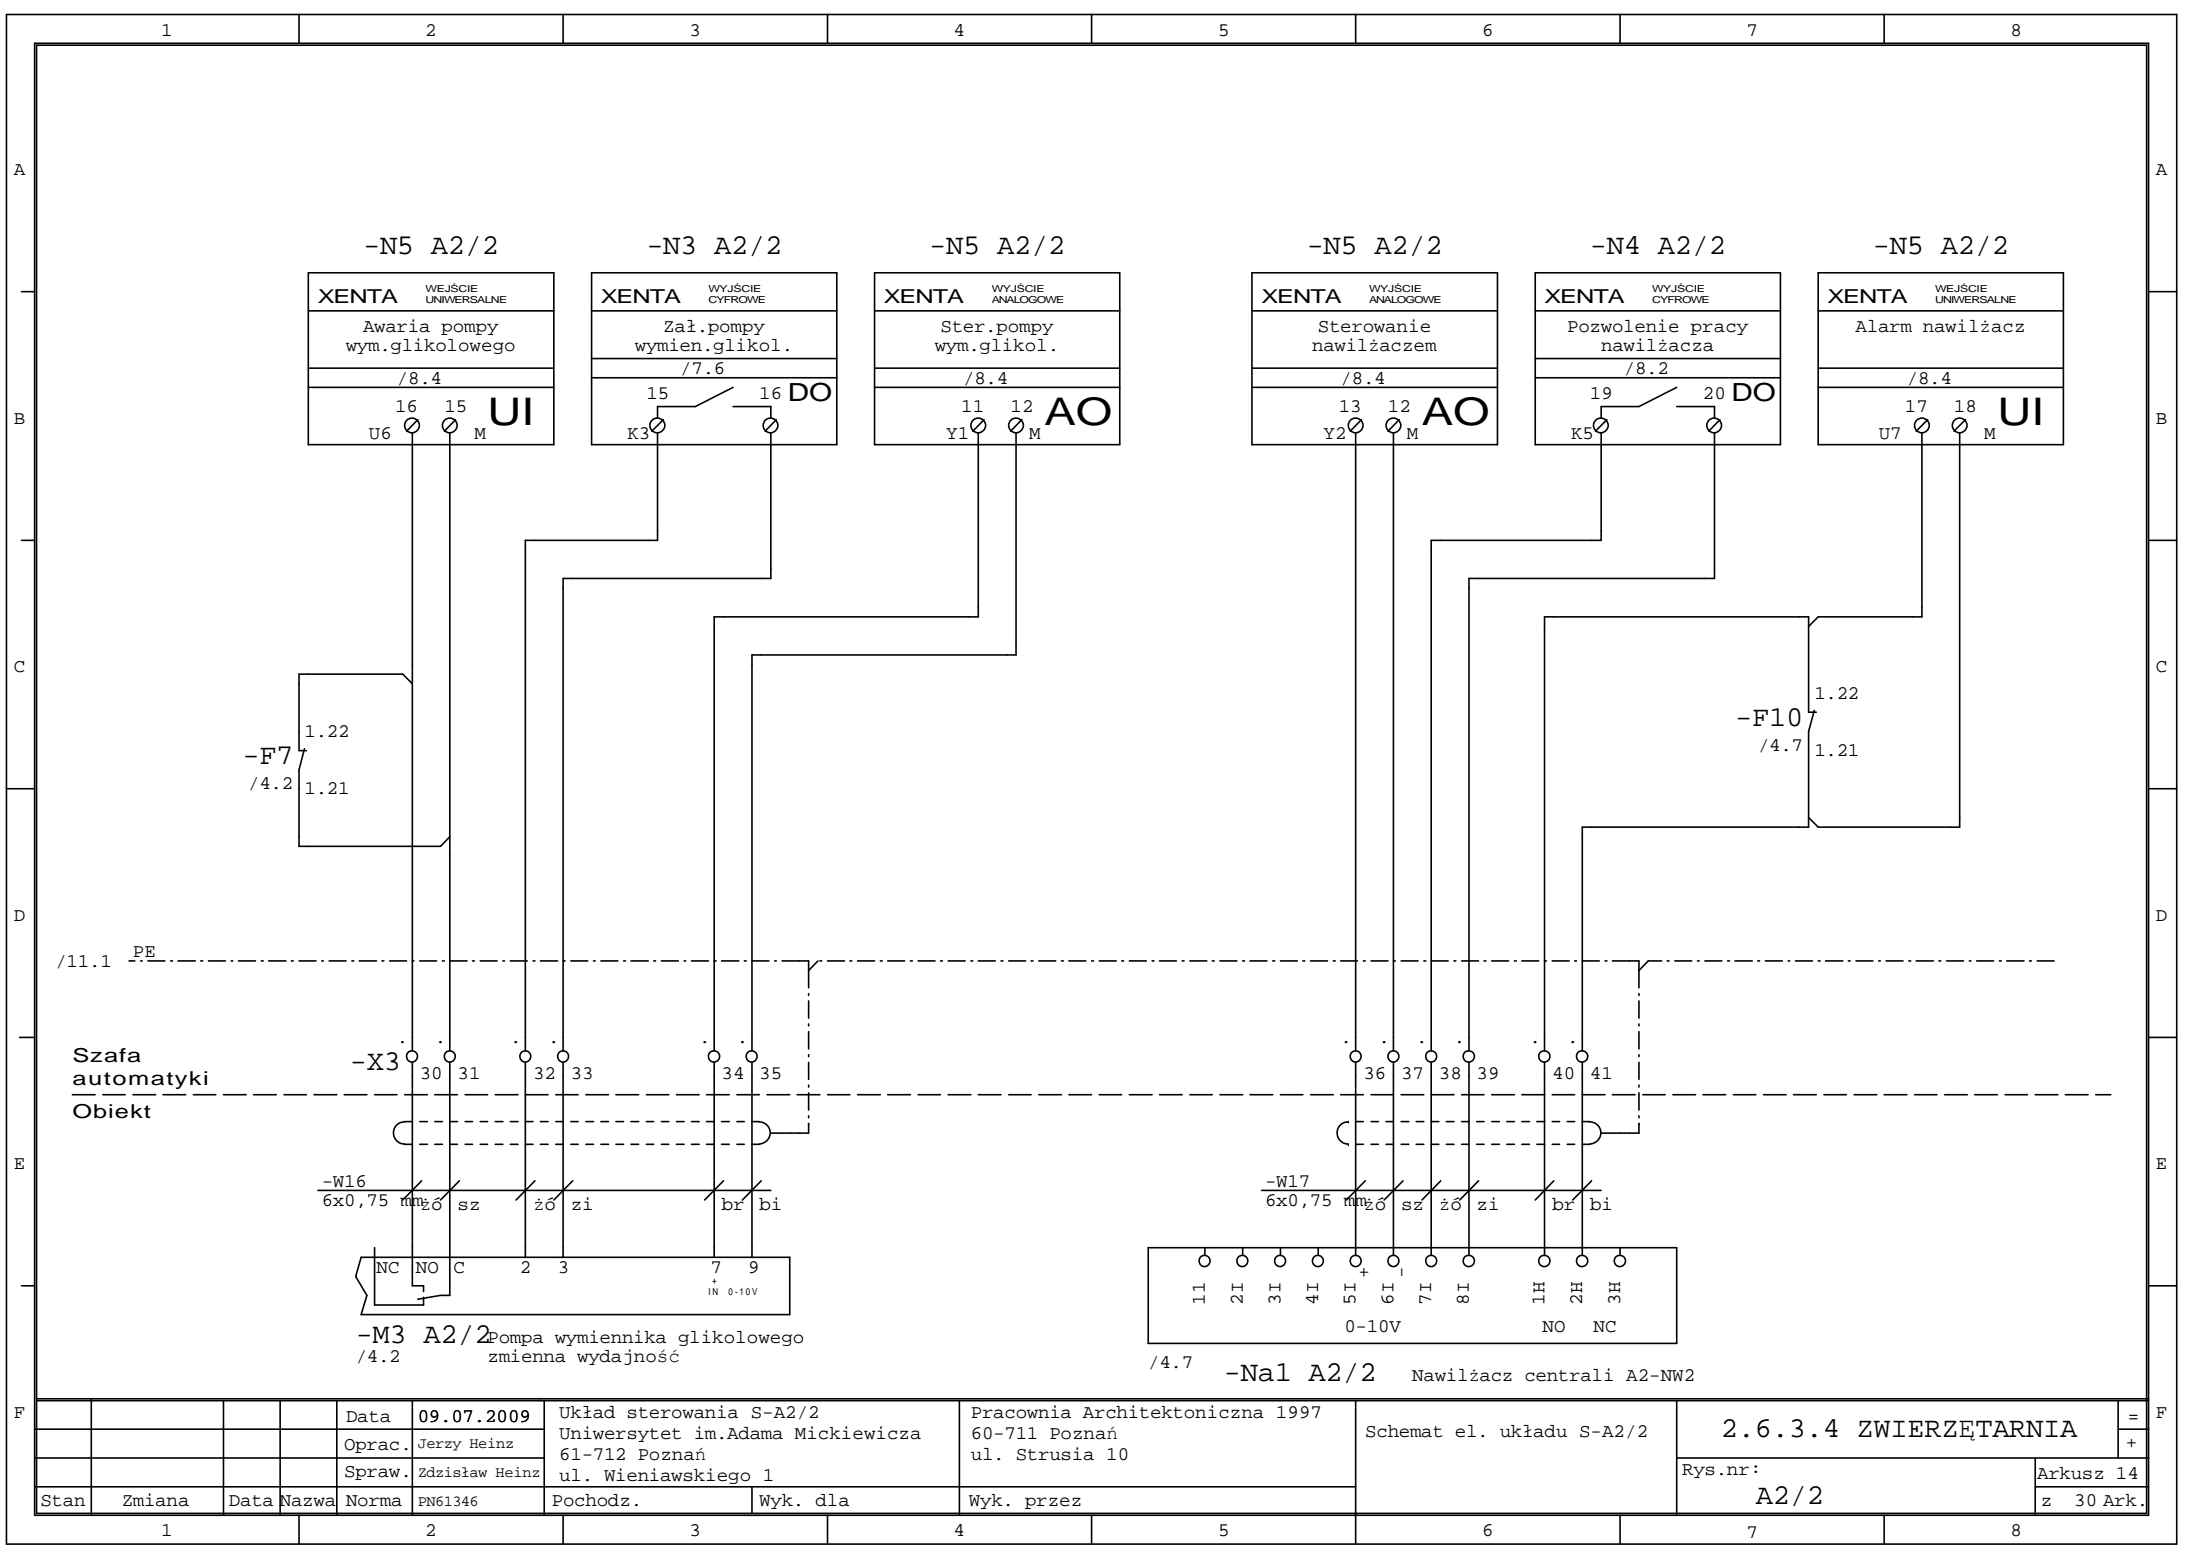 1 2 3 4 5 6 7 8
A A
-N5 A2/2 -N3 A2/2 -N5 A2/2 -N5 A2/2 -N4 A2/2 -N5 A2/2
XENTA WEJŚCIE UNIWERSALNE
Awaria pompy
wym.glikolowego
/8.4
16 15 UI
U6 M
XENTA WYJŚCIE CYFROWE
Zał.pompy
wymien.glikol.
/7.6
15 16 DO
K3
XENTA WYJŚCIE ANALOGOWE
Ster.pompy
wym.glikol.
/8.4
11 12 AO
Y1 M
XENTA WYJŚCIE ANALOGOWE
Sterowanie
nawilżaczem
/8.4
13 12 AO
Y2 M
XENTA WYJŚCIE CYFROWE
Pozwolenie pracy
nawilżacza
/8.2
19 20 DO
K5
XENTA WEJŚCIE UNIWERSALNE
Alarm nawilżacz
/8.4
17 18 UI
U7 M
B B
C C
1.22
-F7
/4.2 1.21
1.22
-F10
/4.7 1.21
D D
/11.1 PE
Szafa
automatyki
Obiekt
-X3 30 31 32 33 34 35 36 37 38 39 40 41
E E
-W16
6x0,75 mm żó sz żó zi br bi
-W17
6x0,75 mm żó sz żó zi br bi
NC NO C 2 3 7 9
+
IN 0-10V
-M3 A2/2 Pompa wymiennika glikolowego
/4.2 zmienna wydajność
+ -
1I 2I 3I 4I 5I 6I 7I 8I 1H 2H 3H
0-10V NO NC
/4.7 -Na1 A2/2 Nawilżacz centrali A2-NW2
F F
Data 09.07.2009
Oprac. Jerzy Heinz
Spraw. Zdzisław Heinz
Stan Zmiana Data Nazwa Norma PN61346
Układ sterowania S-A2/2
Uniwersytet im.Adama Mickiewicza
61-712 Poznań
ul. Wieniawskiego 1
Pochodz. Wyk. dla
Pracownia Architektoniczna 1997
60-711 Poznań
ul. Strusia 10
Wyk. przez
Schemat el. układu S-A2/2
2.6.3.4 ZWIERZĘTARNIA
=
+
Rys.nr:
A2/2
Arkusz 14
z 30 Ark.
1 2 3 4 5 6 7 8